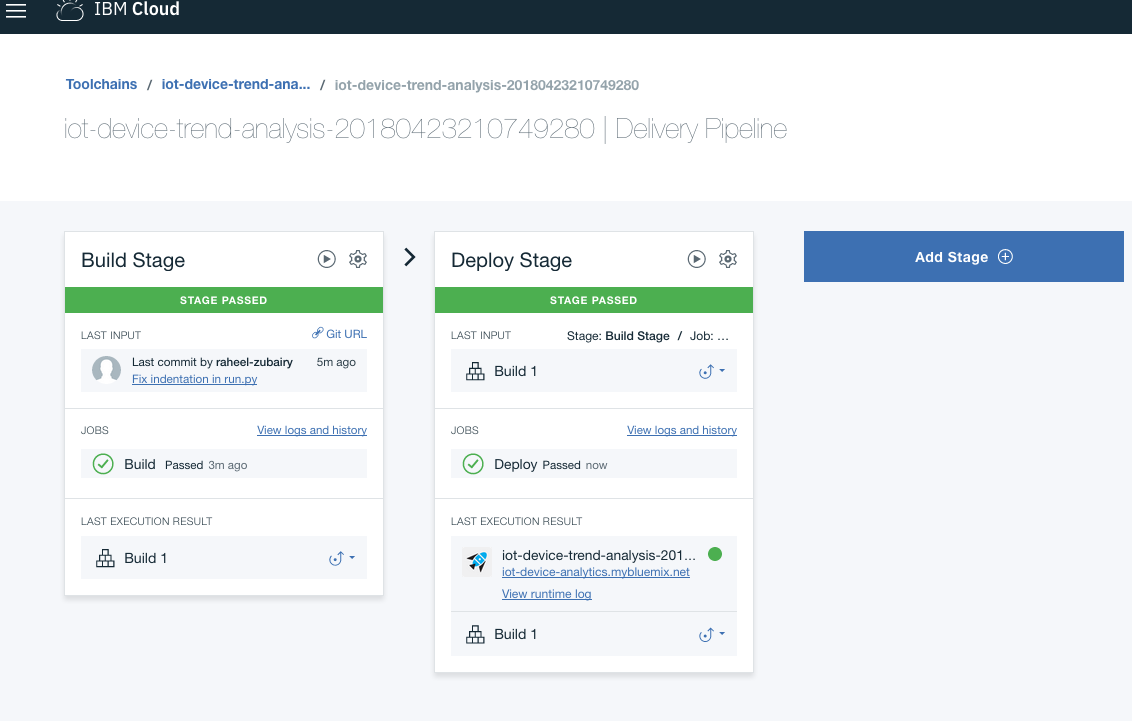 IBM Cloud
Toolchains / iot-device-trend-ana... / iot-device-trend-analysis-20180423210749280
iot-device-trend-analysis-20180423210749280 | Delivery Pipeline
Build Stage
STAGE PASSED
LAST INPUT Git URL
Last commit by raheel-zubairy 5m ago
Fix indentation in run.py
JOBS View logs and history
Build Passed 3m ago
LAST EXECUTION RESULT
Build 1
Deploy Stage
STAGE PASSED
LAST INPUT Stage: Build Stage / Job: ...
Build 1
JOBS View logs and history
Deploy Passed now
LAST EXECUTION RESULT
iot-device-trend-analysis-201...
iot-device-analytics.mybluemix.net
View runtime log
Build 1
Add Stage